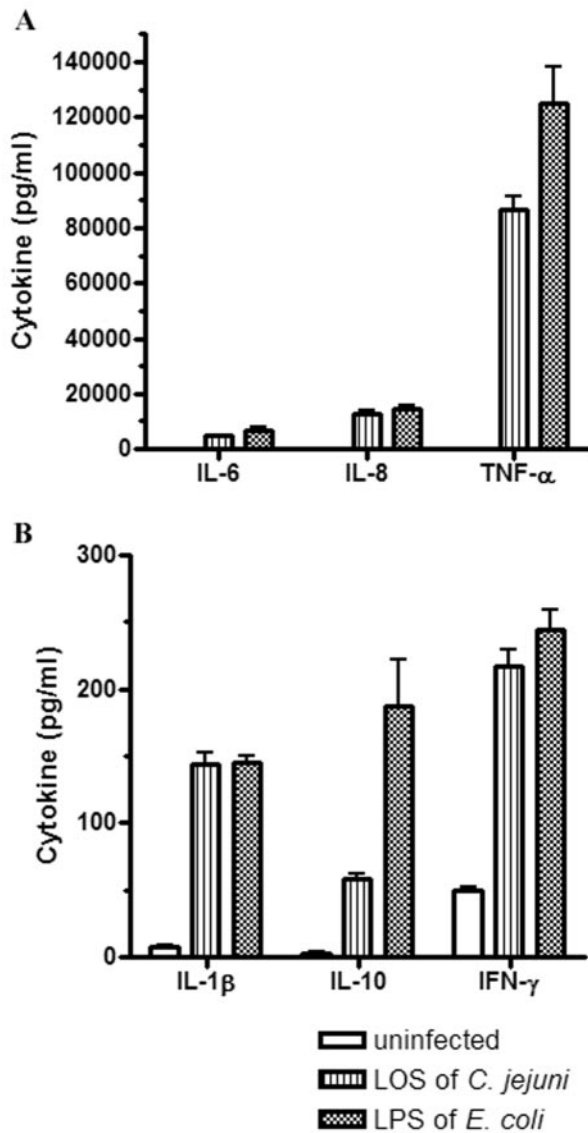 A
140000
120000
100000
80000
60000
40000
20000
0
Cytokine (pg/ml)
IL-6 IL-8 TNF-α
B
300
200
100
0
Cytokine (pg/ml)
IL-1β IL-10 IFN-γ
uninfected
LOS of C. jejuni
LPS of E. coli